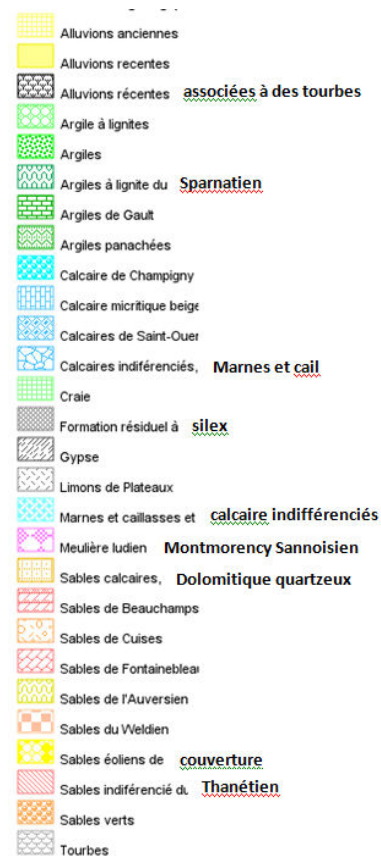 Alluvions anciennes
Alluvions recentes
Alluvions récentes associées à des tourbes
Argile à lignites
Argiles
Argiles à lignite du Sparnatien
Argiles de Gault
Argiles panachées
Calcaire de Champigny
Calcaire micritique beige
Calcaires de Saint-Ouer
Calcaires indiférenciés, Marnes et cail
Craie
Formation résiduel à silex
Gypse
Limons de Plateaux
Marnes et caillasses et calcaire indifférenciés
Meulière ludien Montmorency Sannoisien
Sables calcaires, Dolomitique quartzeux
Sables de Beauchamps
Sables de Cuises
Sables de Fontaineblea
Sables de l'Auversien
Sables du Weldien
Sables éoliens de couverture
Sables indiférencié du Thanétien
Sables verts
Tourbes